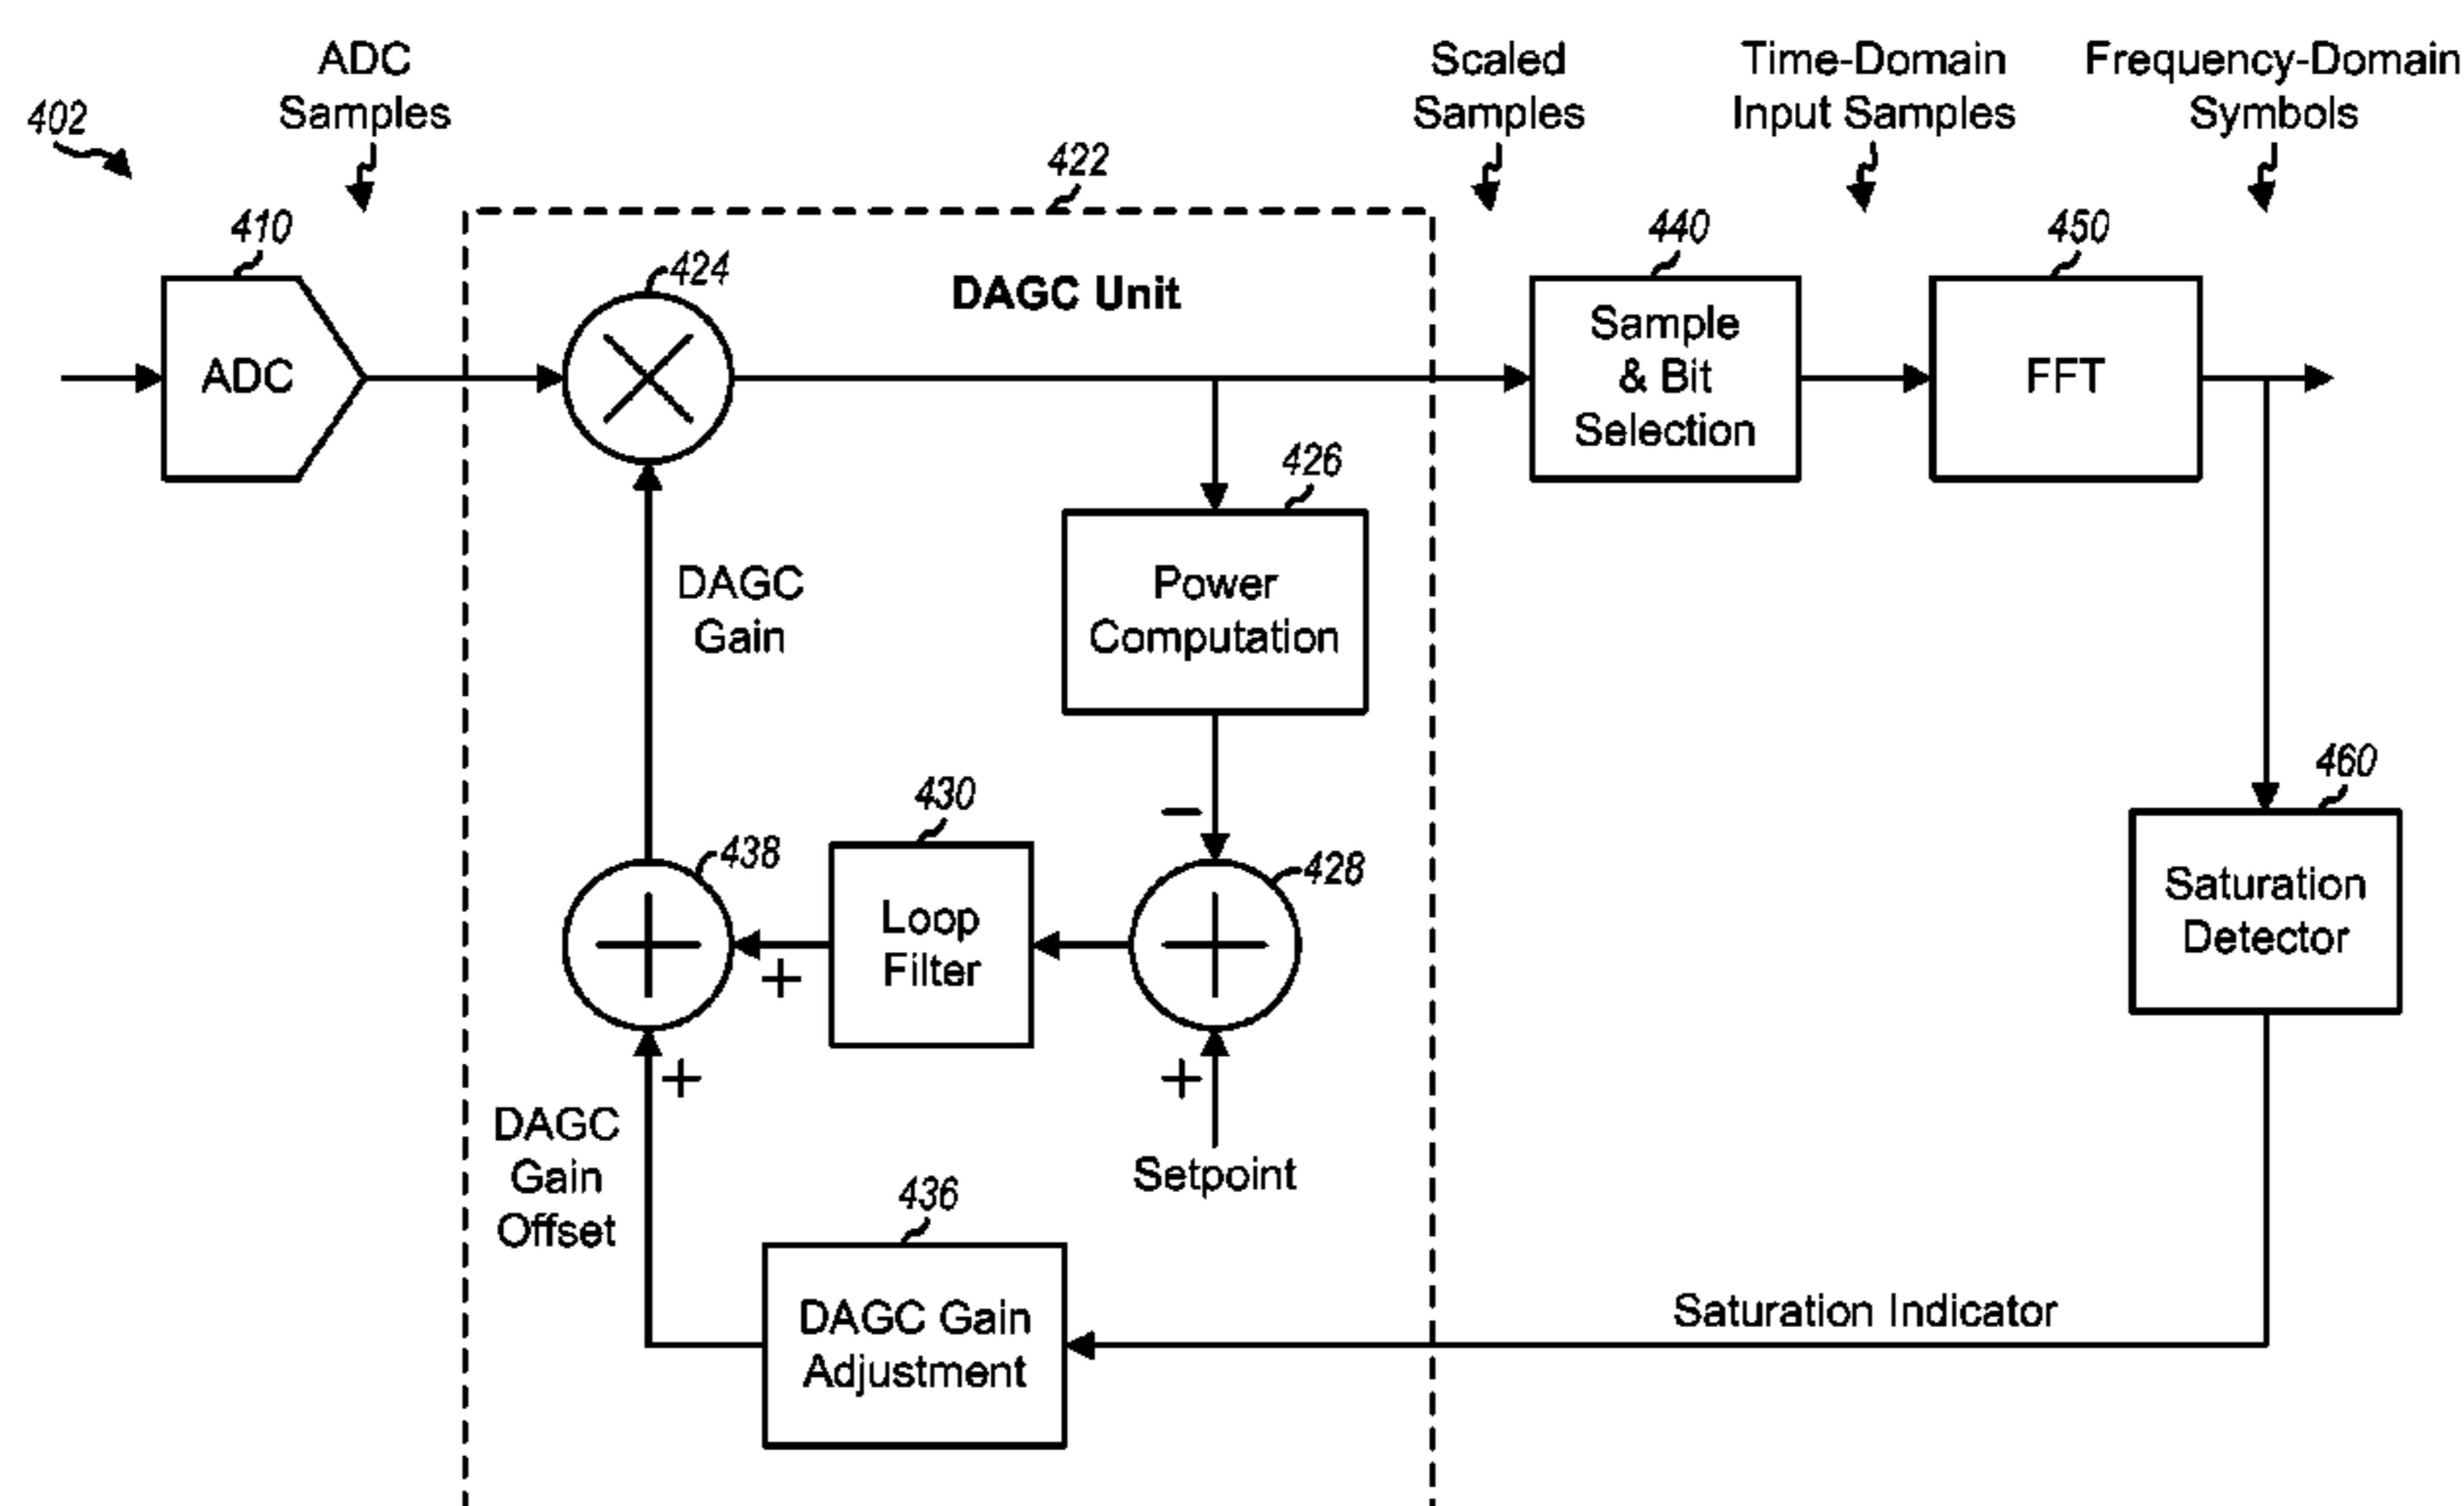 ADC
Samples
Scaled
Samples
Time-Domain
Input Samples
Frequency-Domain
Symbols
402
422
410
424
DAGC Unit
440
450
ADC
Sample
& Bit
Selection
FFT
426
DAGC
Gain
Power
Computation
−
430
438
428
460
Loop
Filter
+
Saturation
Detector
+
+
DAGC
Gain
Offset
Setpoint
436
DAGC Gain
Adjustment
Saturation Indicator